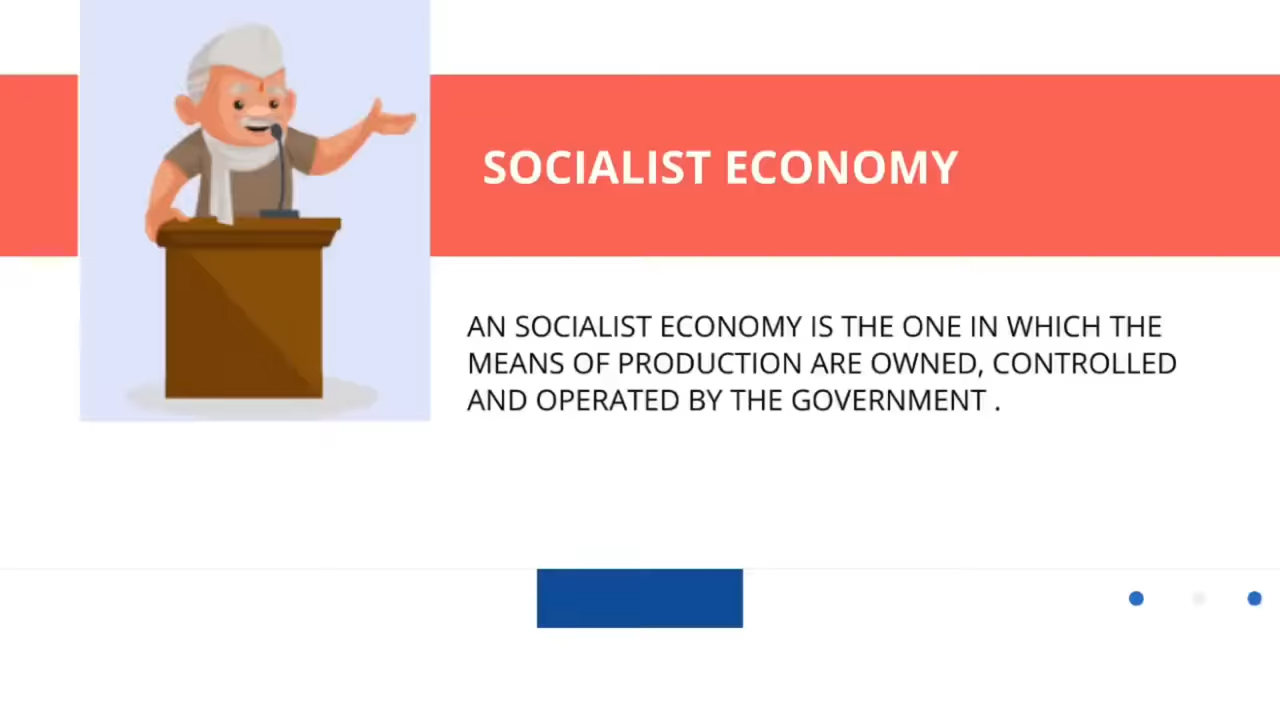 SOCIALIST ECONOMY
AN SOCIALIST ECONOMY IS THE ONE IN WHICH THE
MEANS OF PRODUCTION ARE OWNED, CONTROLLED
AND OPERATED BY THE GOVERNMENT .